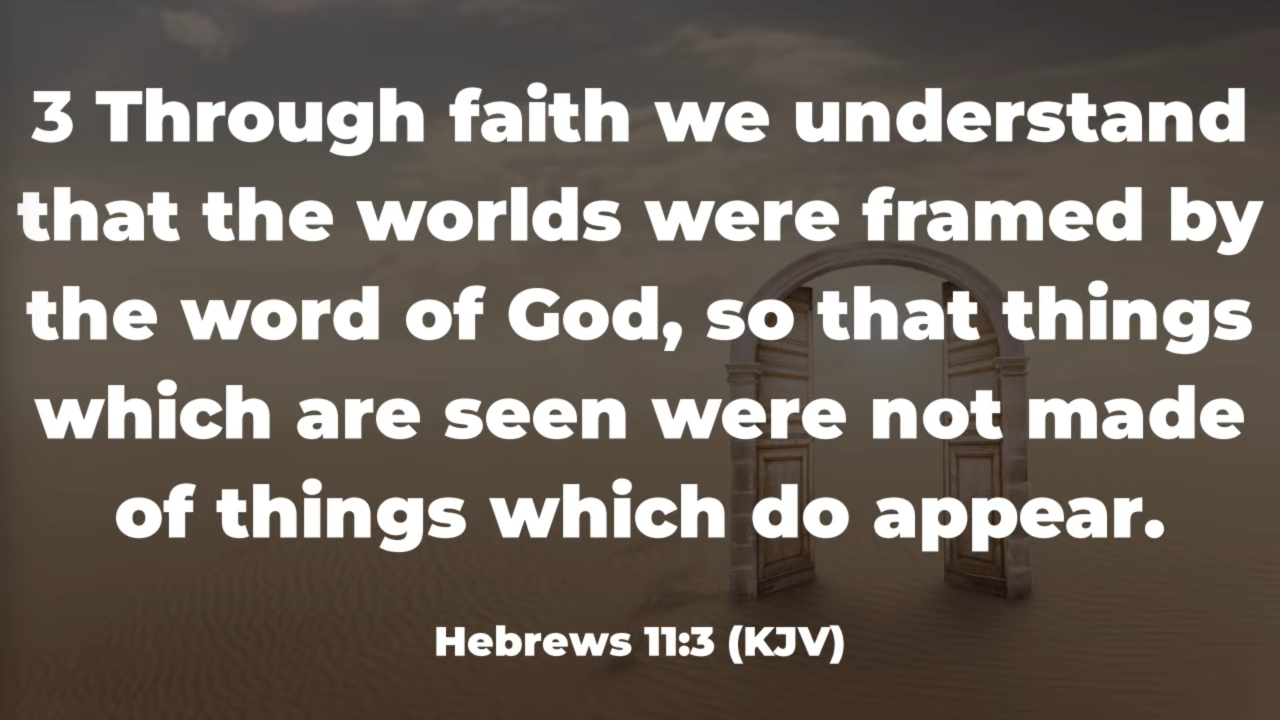 3 Through faith we understand
that the worlds were framed by
the word of God, so that things
which are seen were not made
of things which do appear.
Hebrews 11:3 (KJV)